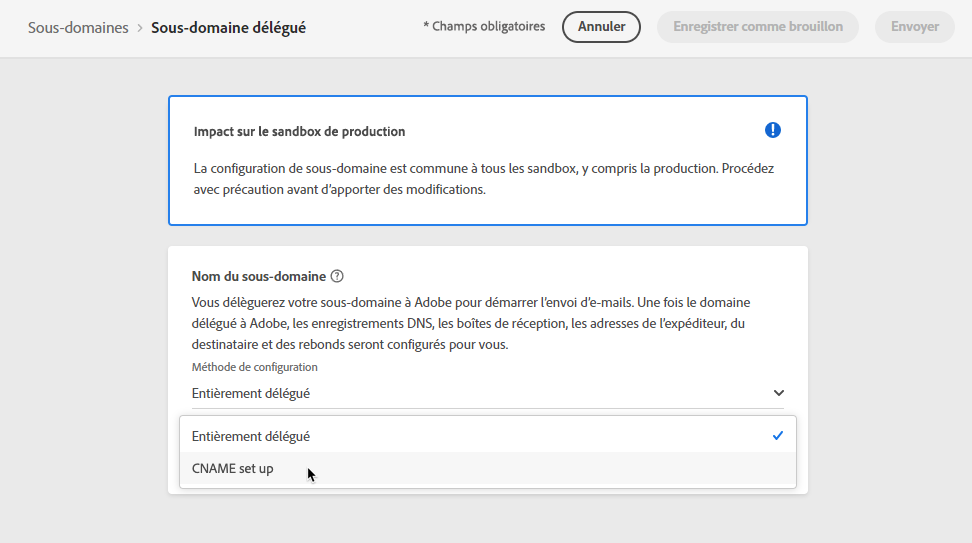 Sous-domaines > Sous-domaine délégué
* Champs obligatoires
Annuler
Enregistrer comme brouillon
Envoyer
Impact sur le sandbox de production
La configuration de sous-domaine est commune à tous les sandbox, y compris la production. Procédez
avec précaution avant d’apporter des modifications.
Nom du sous-domaine
Vous délèguerez votre sous-domaine à Adobe pour démarrer l’envoi d’e-mails. Une fois le domaine
délégué à Adobe, les enregistrements DNS, les boîtes de réception, les adresses de l’expéditeur, du
destinataire et des rebonds seront configurés pour vous.
Méthode de configuration
Entièrement délégué
Entièrement délégué
CNAME set up